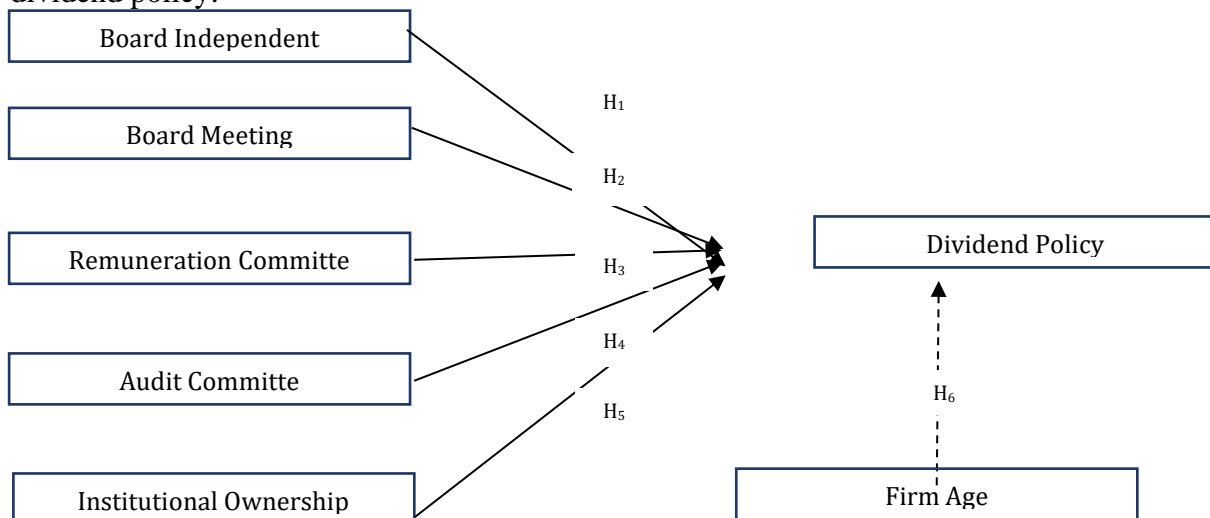 dividend policy.
Board Independent
H₁
Board Meeting
H₂
Dividend Policy
Remuneration Committe
H₃
H₄
Audit Committe
H₅
H₆
Institutional Ownership
Firm Age